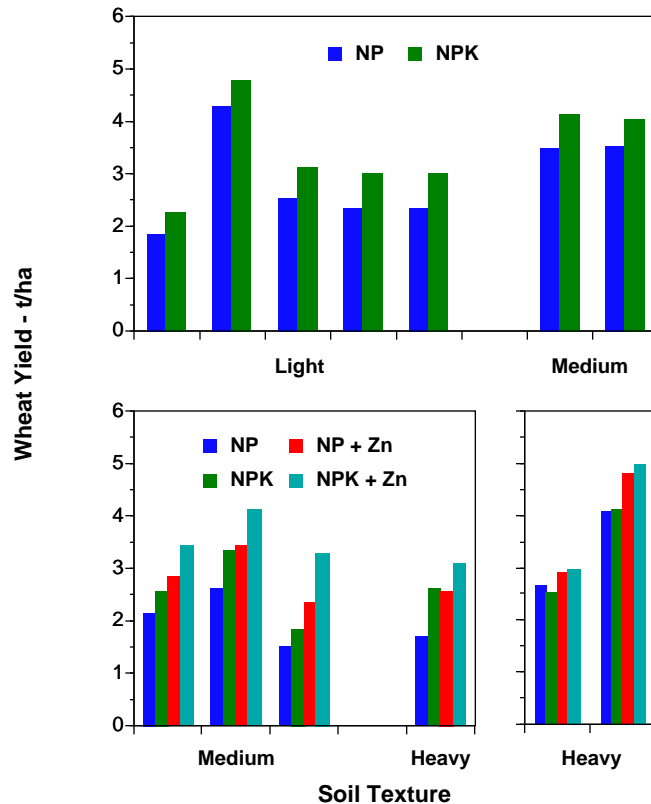 6
5
4
3
2
1
0
NP NPK
Light Medium
Wheat Yield - t/ha
6
5
4
3
2
1
0
NP NP + Zn
NPK NPK + Zn
Medium Heavy Heavy
Soil Texture